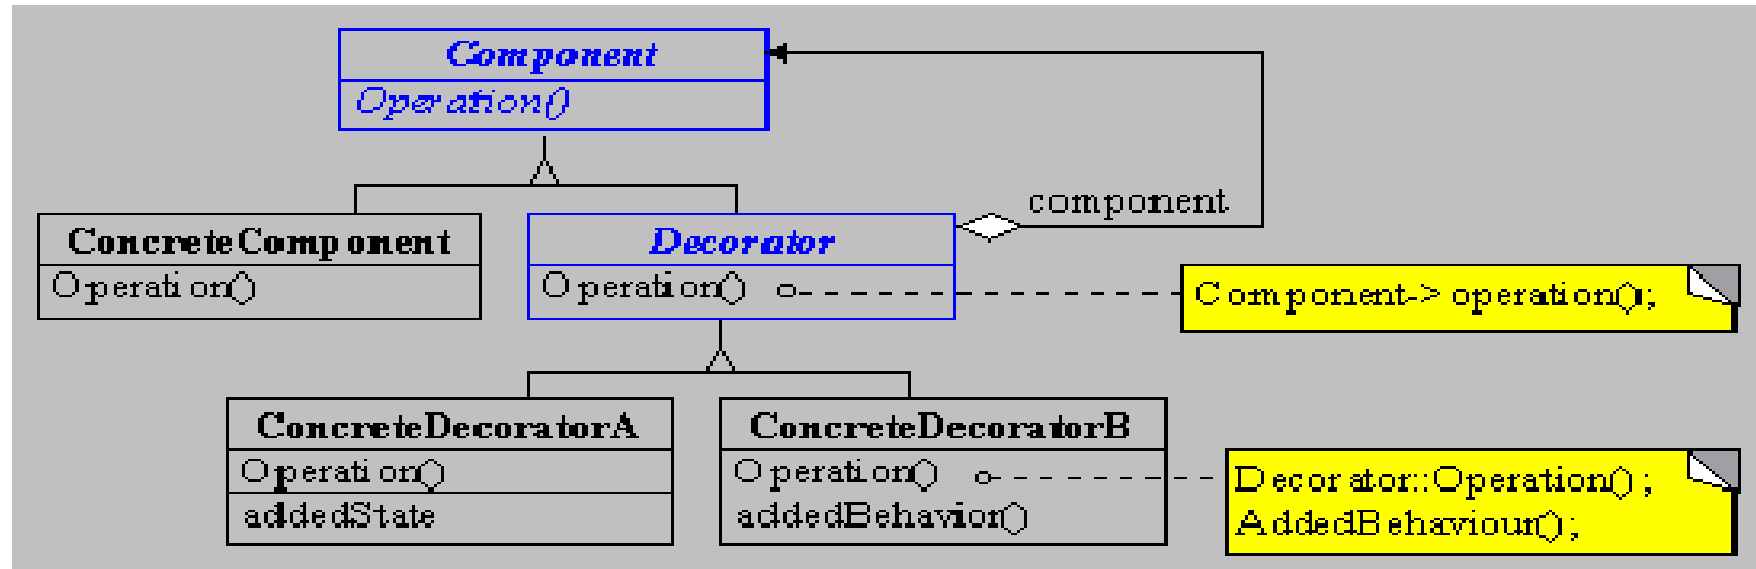 Component
Operation()
component
ConcreteComponent
Operation()
Decorator
Operation()
Component-> operation();
ConcreteDecoratorA
Operation()
addedState
ConcreteDecoratorB
Operation()
addedBehavior()
Decorator::Operation();
AddedBehaviour();